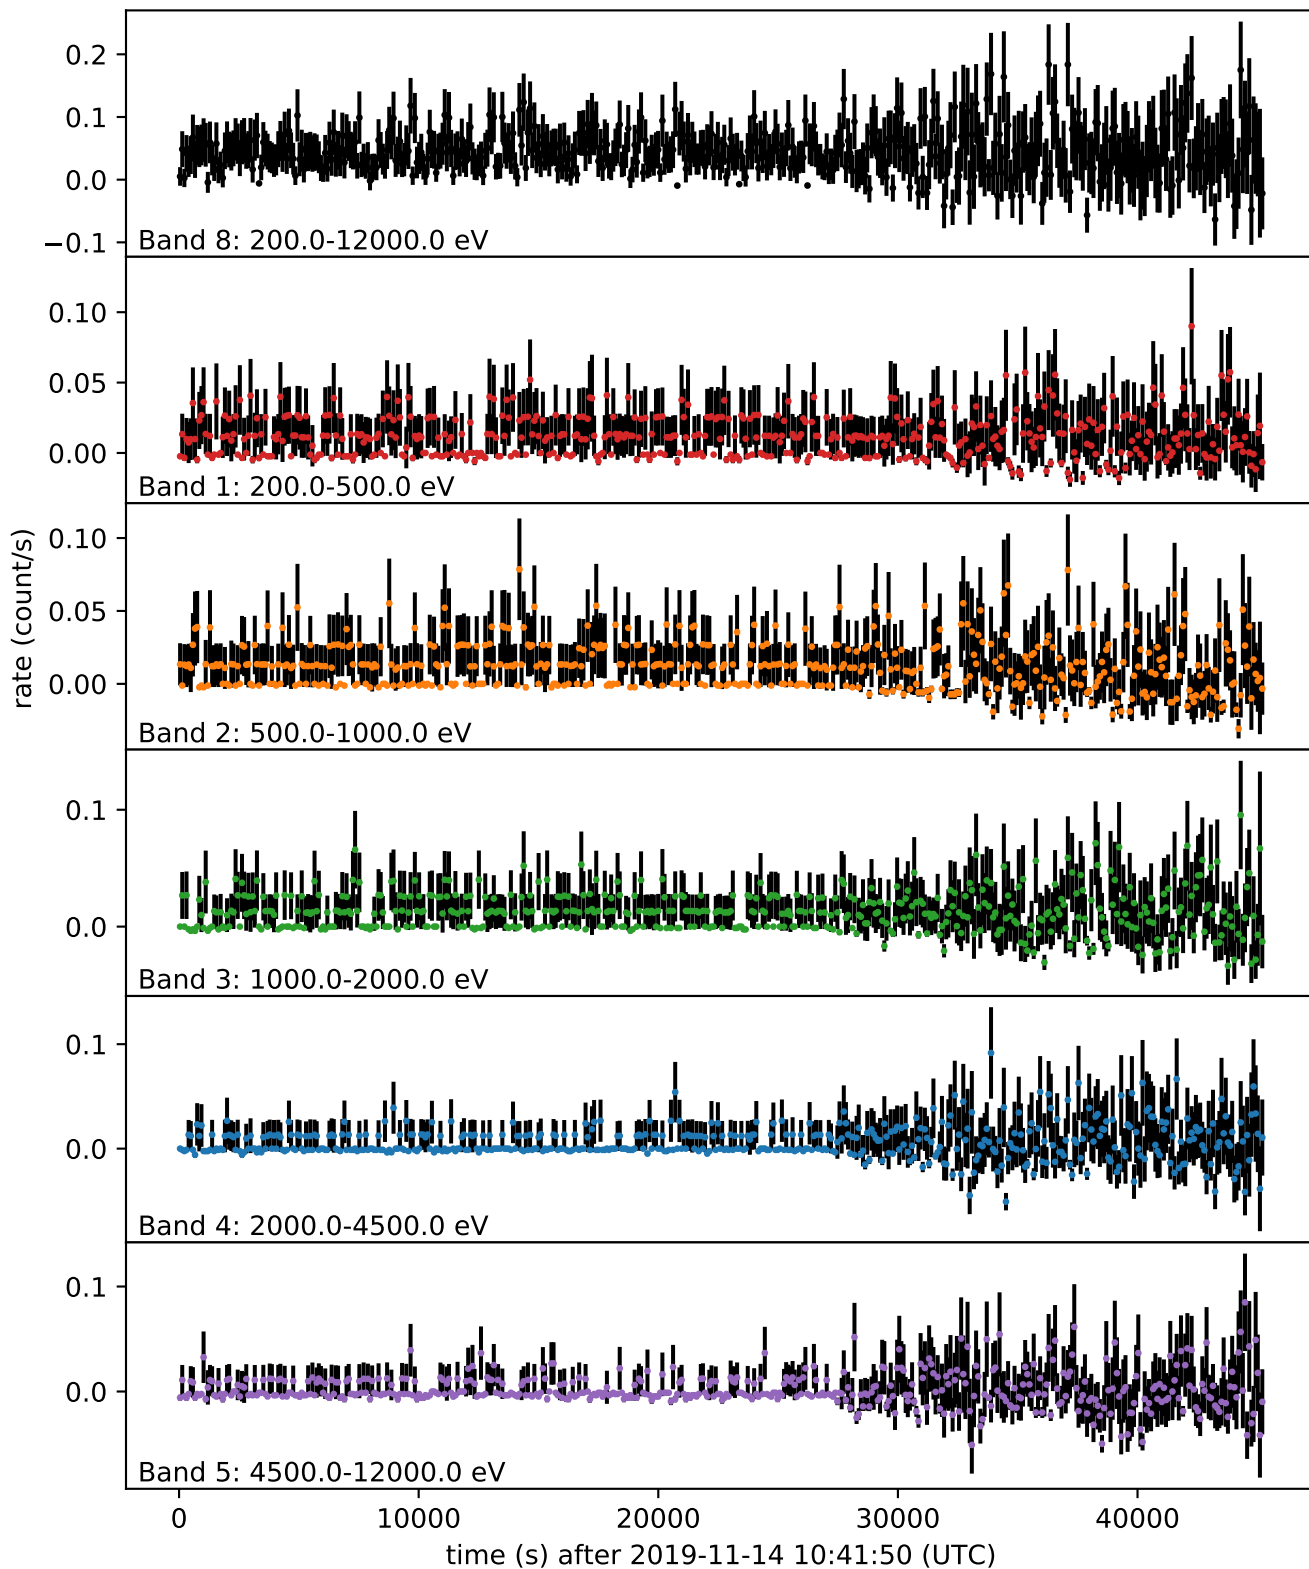 0.2
0.1
0.0
−0.1
Band 8: 200.0-12000.0 eV
0.10
0.05
0.00
Band 1: 200.0-500.0 eV
0.10
0.05
0.00
Band 2: 500.0-1000.0 eV
rate (count/s)
0.1
0.0
Band 3: 1000.0-2000.0 eV
0.1
0.0
Band 4: 2000.0-4500.0 eV
0.1
0.0
Band 5: 4500.0-12000.0 eV
0 10000 20000 30000 40000
time (s) after 2019-11-14 10:41:50 (UTC)